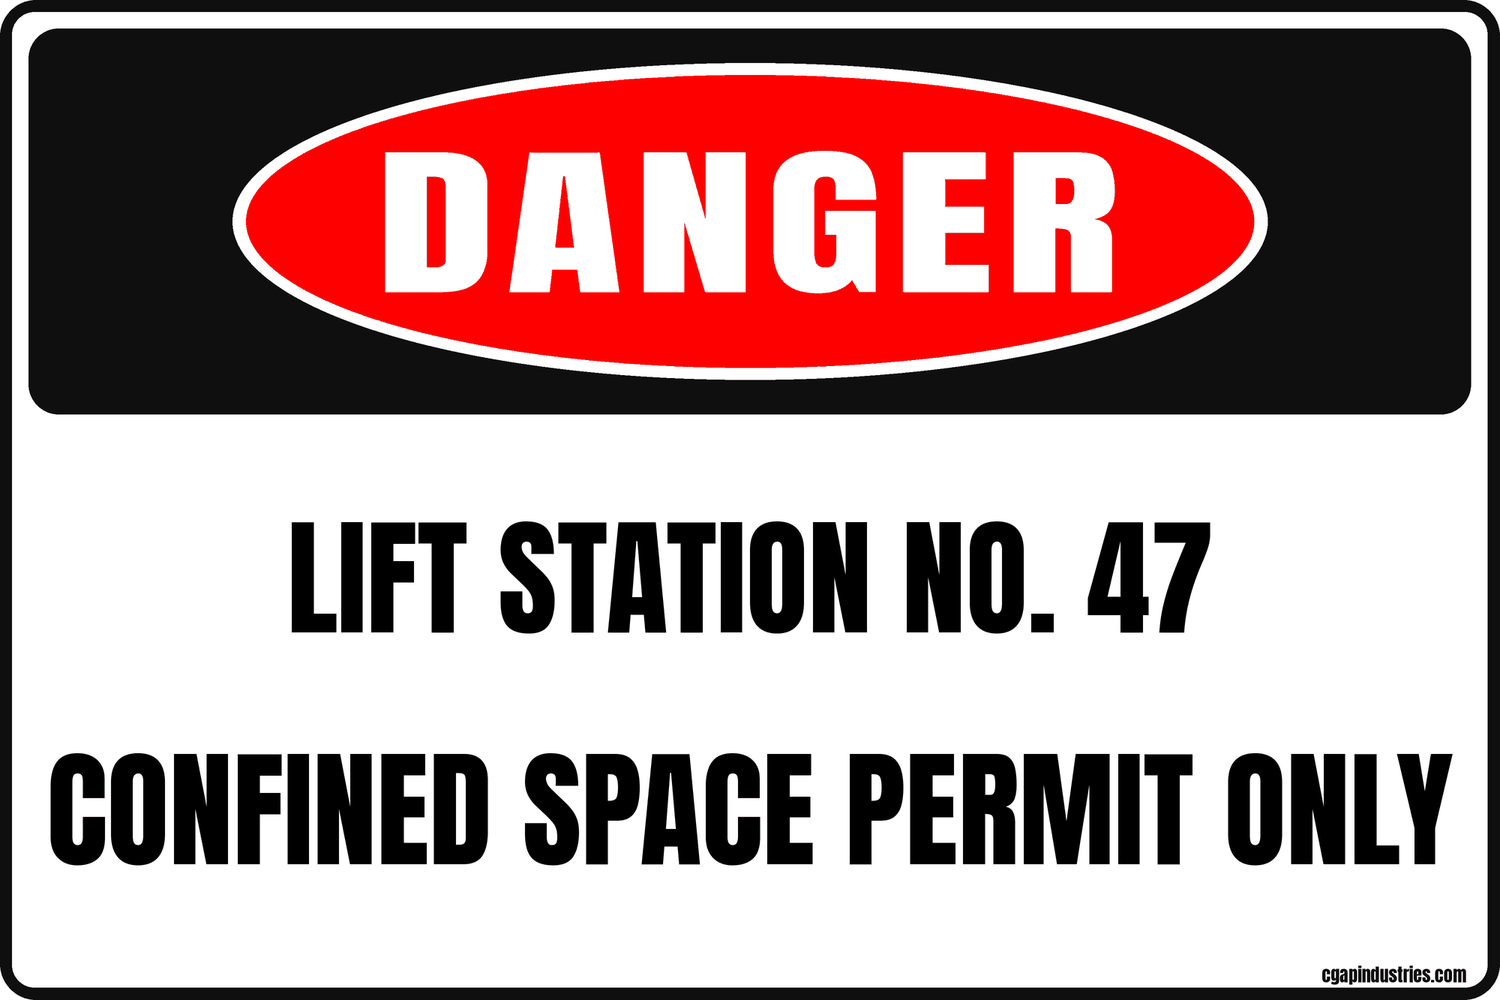 DANGER
LIFT STATION NO. 47
CONFINED SPACE PERMIT ONLY
cgapindustries.com